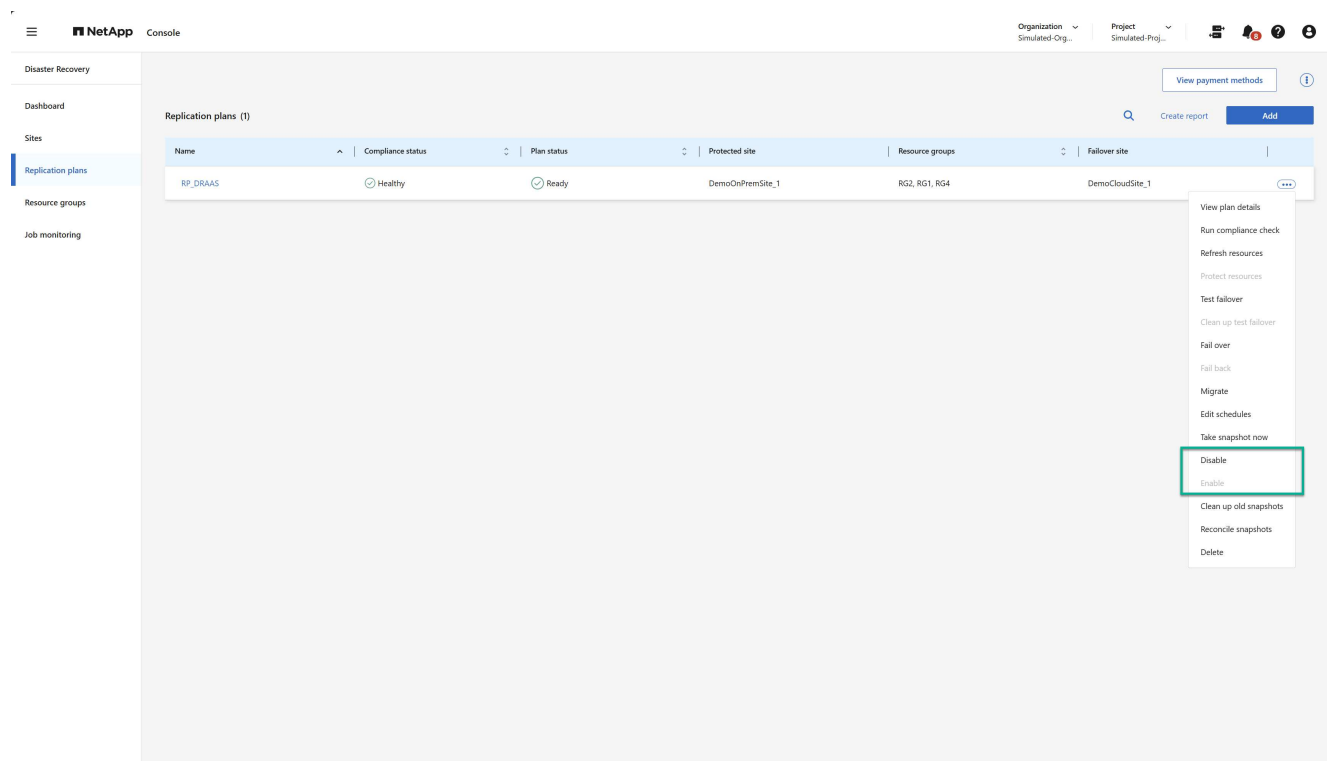 NetApp Console
Organization
Simulated-Org...
Project
Simulated-Proj...
8
Disaster Recovery
Dashboard
Sites
Replication plans
Resource groups
Job monitoring
View payment methods
Replication plans (1)
Create report
Add
Name
Compliance status
Plan status
Protected site
Resource groups
Failover site
RP_DRAAS
Healthy
Ready
DemoOnPremSite_1
RG2, RG1, RG4
DemoCloudSite_1
View plan details
Run compliance check
Refresh resources
Protect resources
Test failover
Clean up test failover
Fail over
Fail back
Migrate
Edit schedules
Take snapshot now
Disable
Enable
Clean up old snapshots
Reconcile snapshots
Delete